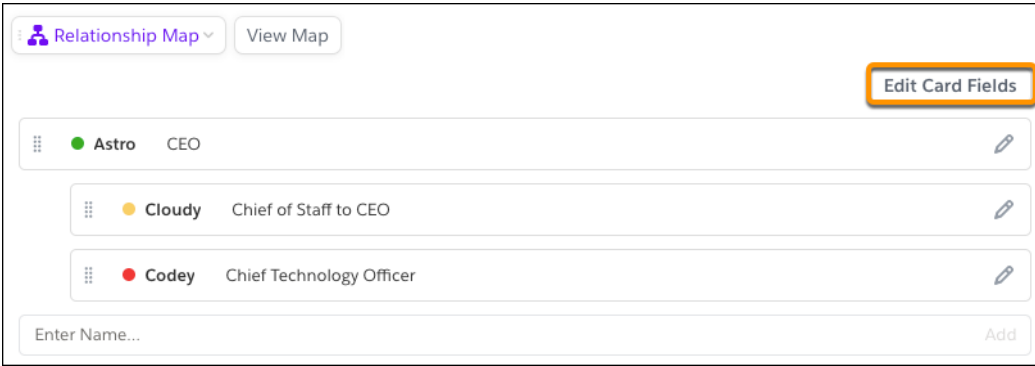 Relationship Map View Map
Edit Card Fields
Astro CEO
Cloudy Chief of Staff to CEO
Codey Chief Technology Officer
Enter Name... Add